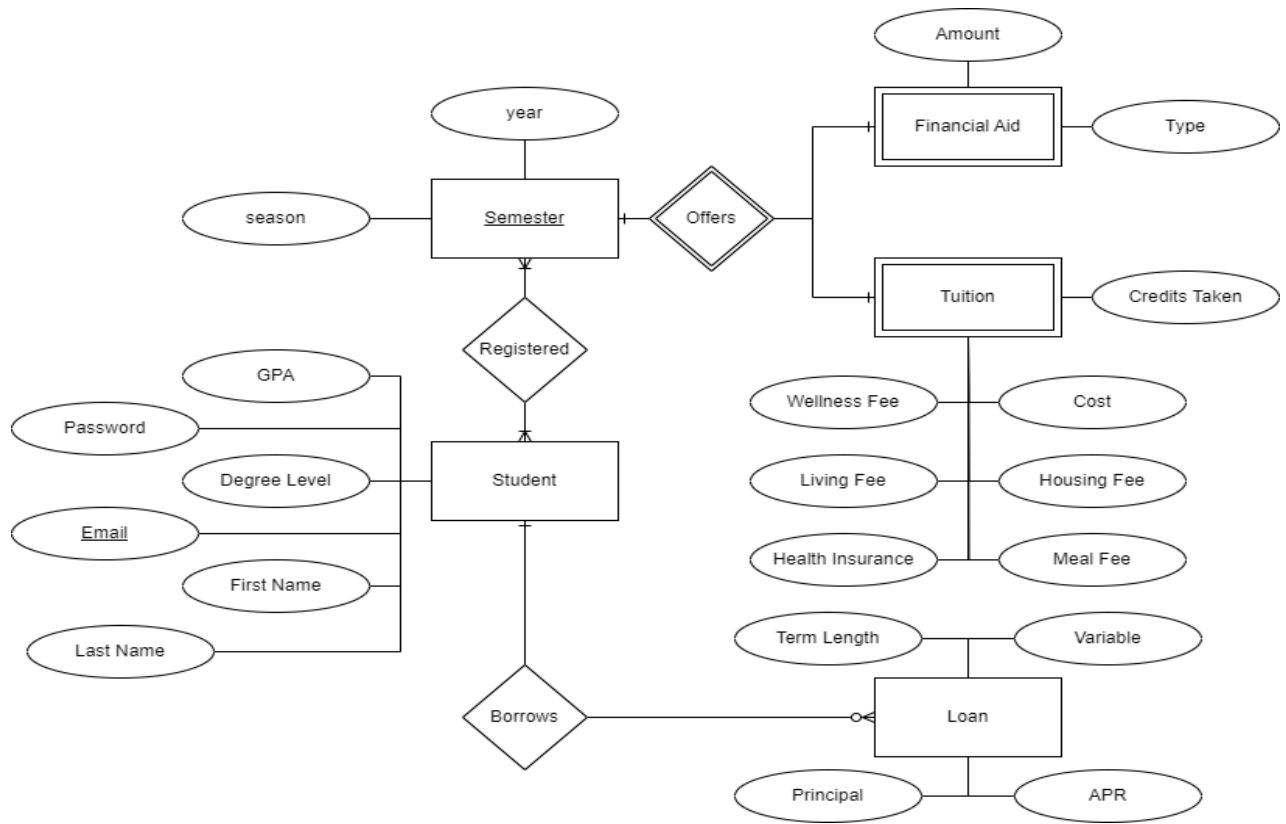 Amount
year
Financial Aid
Type
season
Semester
Offers
Tuition
Credits Taken
Registered
GPA
Wellness Fee
Cost
Password
Degree Level
Student
Living Fee
Housing Fee
Email
First Name
Health Insurance
Meal Fee
Last Name
Term Length
Variable
Borrows
Loan
Principal
APR